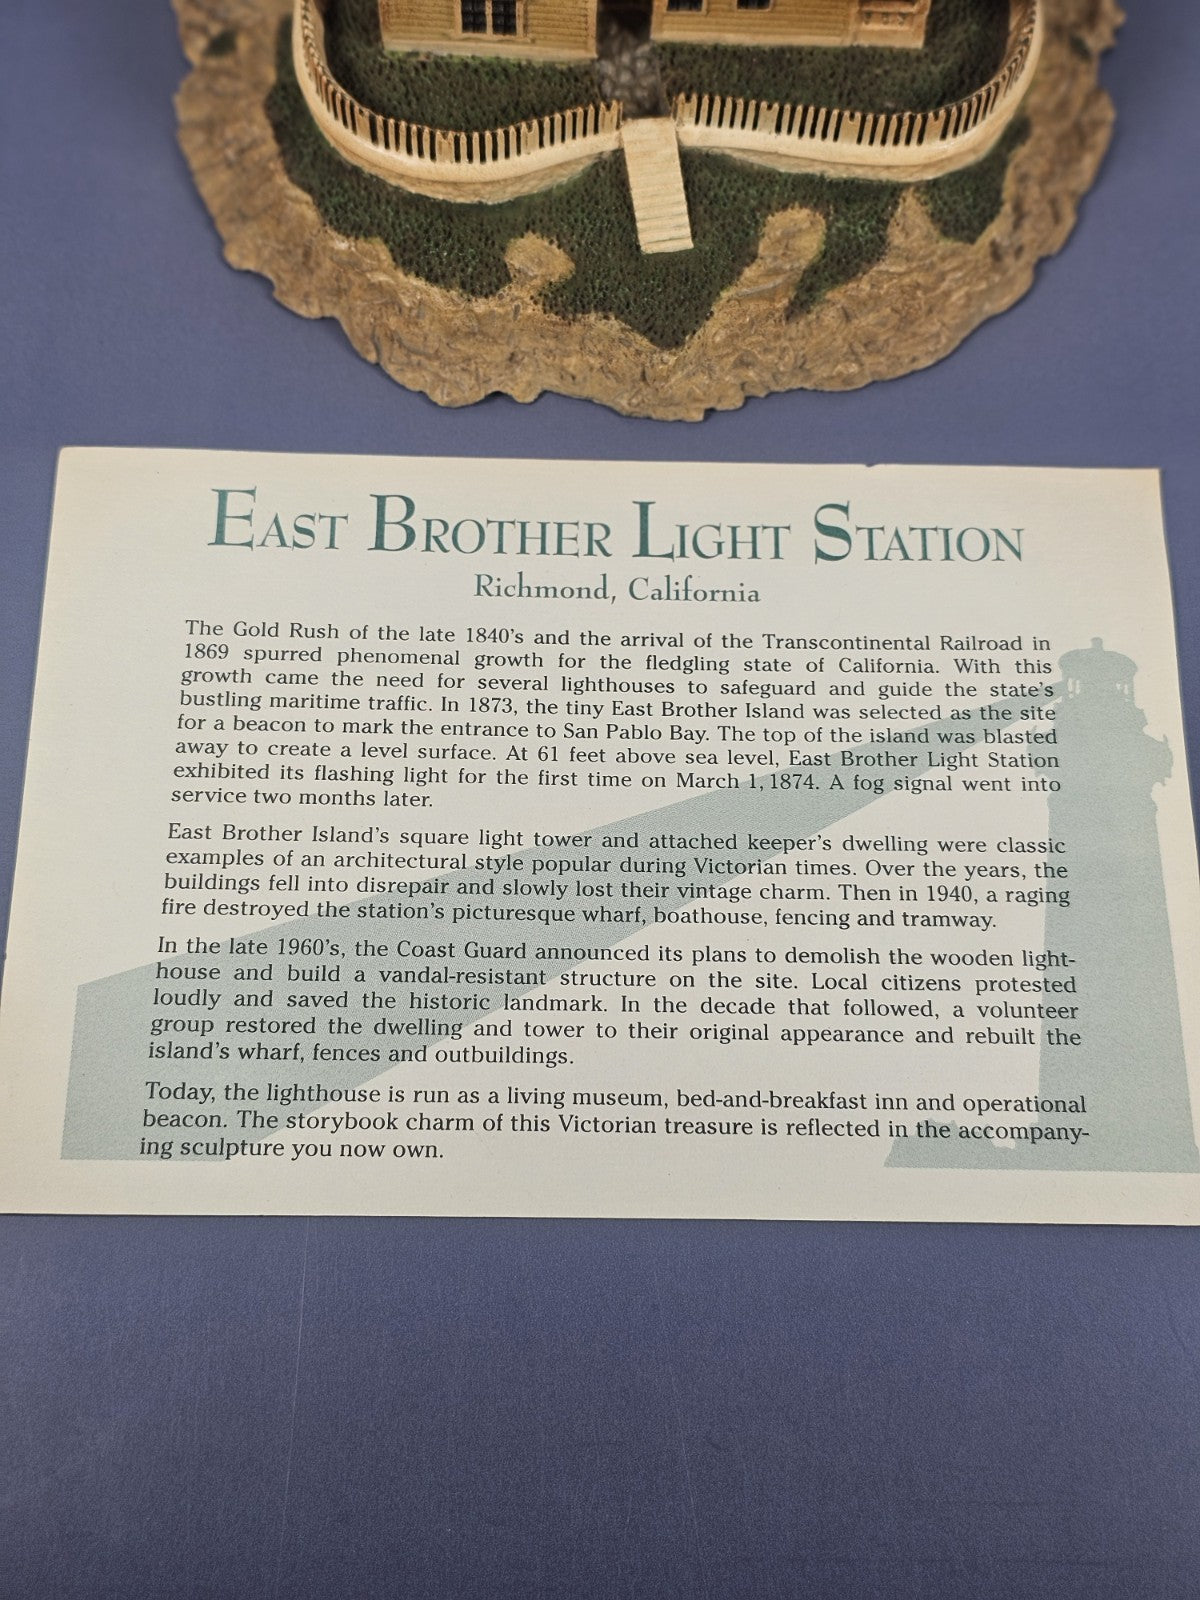 East Brother Light Station
Richmond, California
The Gold Rush of the late 1840's and the arrival of the Transcontinental Railroad in
1869 spurred phenomenal growth for the fledgling state of California. With this
growth came the need for several lighthouses to safeguard and guide the state's
bustling maritime traffic. In 1873, the tiny East Brother Island was selected as the site
for a beacon to mark the entrance to San Pablo Bay. The top of the island was blasted
away to create a level surface. At 61 feet above sea level, East Brother Light Station
exhibited its flashing light for the first time on March 1, 1874. A fog signal went into
service two months later.
East Brother Island's square light tower and attached keeper's dwelling were classic
examples of an architectural style popular during Victorian times. Over the years, the
buildings fell into disrepair and slowly lost their vintage charm. Then in 1940, a raging
fire destroyed the station's picturesque wharf, boathouse, fencing and tramway.
In the late 1960's, the Coast Guard announced its plans to demolish the wooden light-
house and build a vandal-resistant structure on the site. Local citizens protested
loudly and saved the historic landmark. In the decade that followed, a volunteer
group restored the dwelling and tower to their original appearance and rebuilt the
island's wharf, fences and outbuildings.
Today, the lighthouse is run as a living museum, bed-and-breakfast inn and operational
beacon. The storybook charm of this Victorian treasure is reflected in the accompany-
ing sculpture you now own.